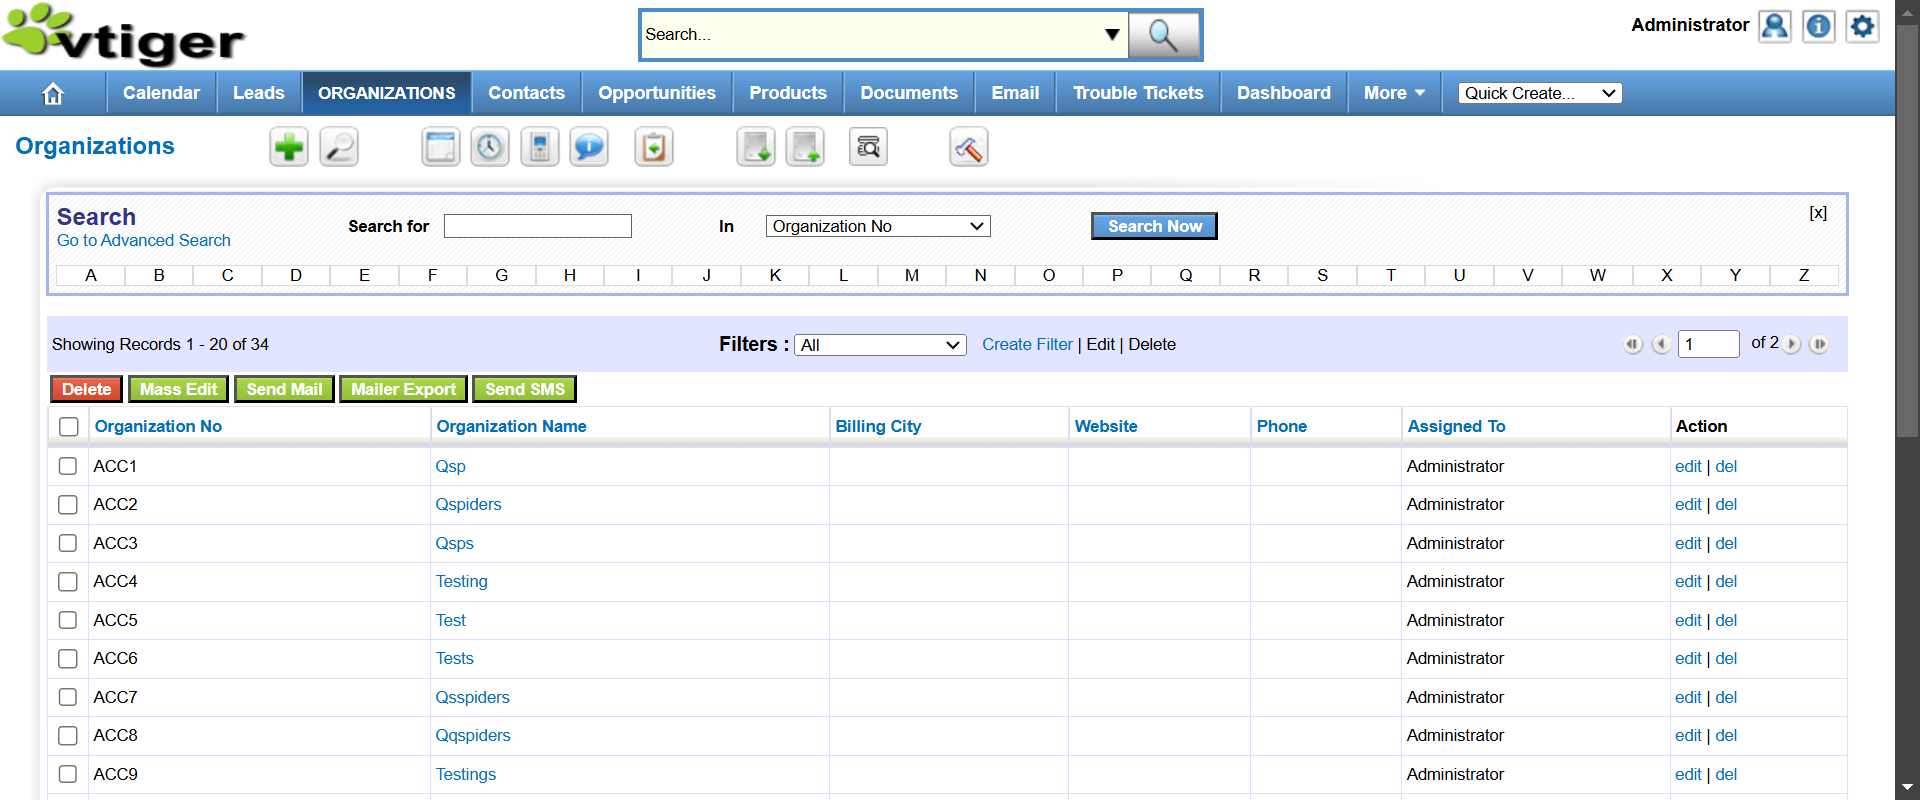 vtiger
Search...
Administrator
Calendar Leads ORGANIZATIONS Contacts Opportunities Products Documents Email Trouble Tickets Dashboard More Quick Create...
Organizations
Search
Go to Advanced Search
Search for In Organization No Search Now [x]
A B C D E F G H I J K L M N O P Q R S T U V W X Y Z
Showing Records 1 - 20 of 34 Filters : All Create Filter | Edit | Delete 1 of 2
Delete Mass Edit Send Mail Mailer Export Send SMS
Organization No Organization Name Billing City Website Phone Assigned To Action
ACC1 Qsp Administrator edit | del
ACC2 Qspiders Administrator edit | del
ACC3 Qsps Administrator edit | del
ACC4 Testing Administrator edit | del
ACC5 Test Administrator edit | del
ACC6 Tests Administrator edit | del
ACC7 Qsspiders Administrator edit | del
ACC8 Qqspiders Administrator edit | del
ACC9 Testings Administrator edit | del